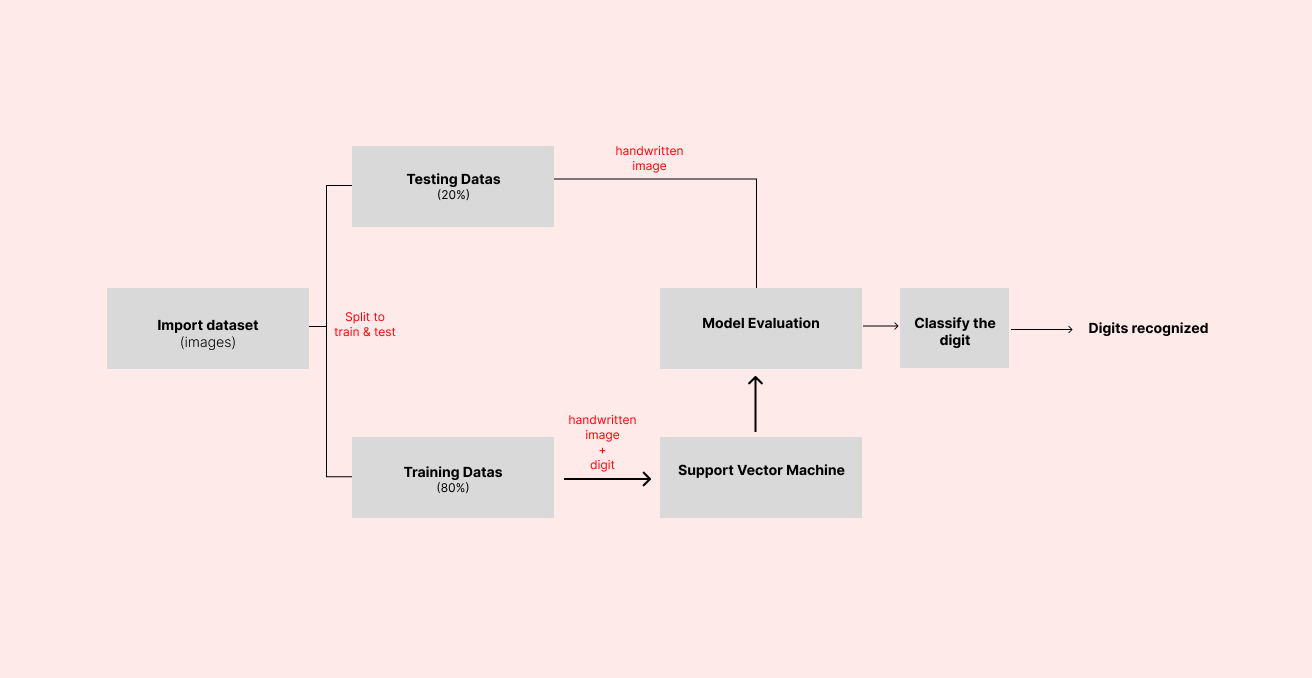 handwritten
image
Testing Datas
(20%)
Import dataset
(images)
Split to
train & test
Model Evaluation
Classify the
digit
Digits recognized
handwritten
image
+
digit
Training Datas
(80%)
Support Vector Machine